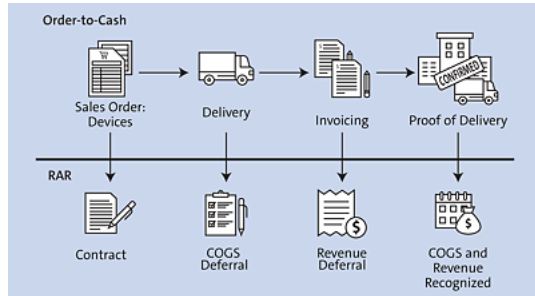 Order-to-Cash
CONFIRMED
Sales Order:
Devices
Delivery
Invoicing
Proof of Delivery
RAR
Contract
COGS
Deferral
$
Revenue
Deferral
$
COGS and
Revenue
Recognized